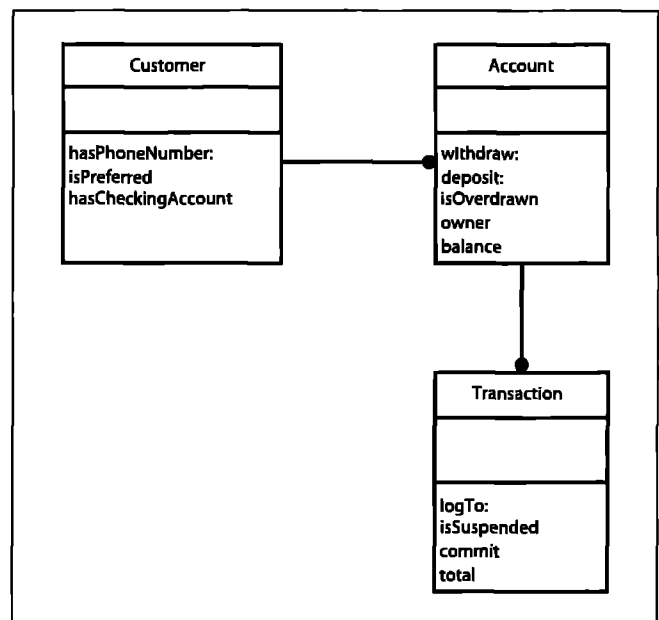 Customer
hasPhoneNumber:
isPreferred
hasCheckingAccount
Account
withdraw:
deposit:
isOverdrawn
owner
balance
Transaction
logTo:
isSuspended
commit
total